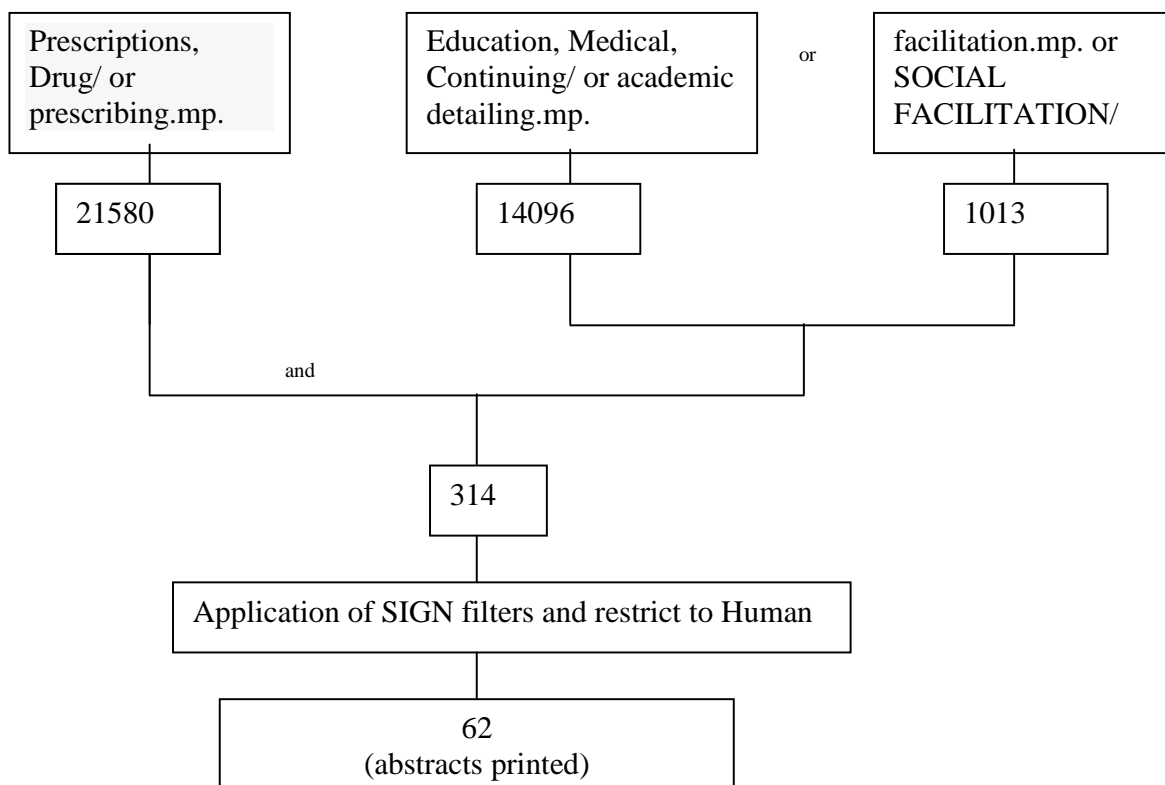 Prescriptions,
Drug/ or
prescribing.mp.
Education, Medical,
Continuing/ or academic
detailing.mp.
or
facilitation.mp. or
SOCIAL
FACILITATION/
21580
14096
1013
and
314
Application of SIGN filters and restrict to Human
62
(abstracts printed)